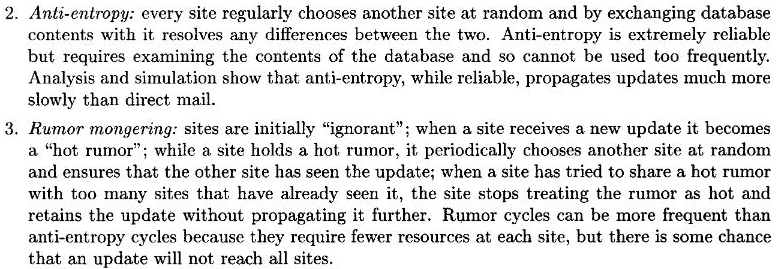 2. Anti-entropy: every site regularly chooses another site at random and by exchanging database
contents with it resolves any differences between the two. Anti-entropy is extremely reliable
but requires examining the contents of the database and so cannot be used too frequently.
Analysis and simulation show that anti-entropy, while reliable, propagates updates much more
slowly than direct mail.
3. Rumor mongering: sites are initially “ignorant”; when a site receives a new update it becomes
a “hot rumor”; while a site holds a hot rumor, it periodically chooses another site at random
and ensures that the other site has seen the update; when a site has tried to share a hot rumor
with too many sites that have already seen it, the site stops treating the rumor as hot and
retains the update without propagating it further. Rumor cycles can be more frequent than
anti-entropy cycles because they require fewer resources at each site, but there is some chance
that an update will not reach all sites.